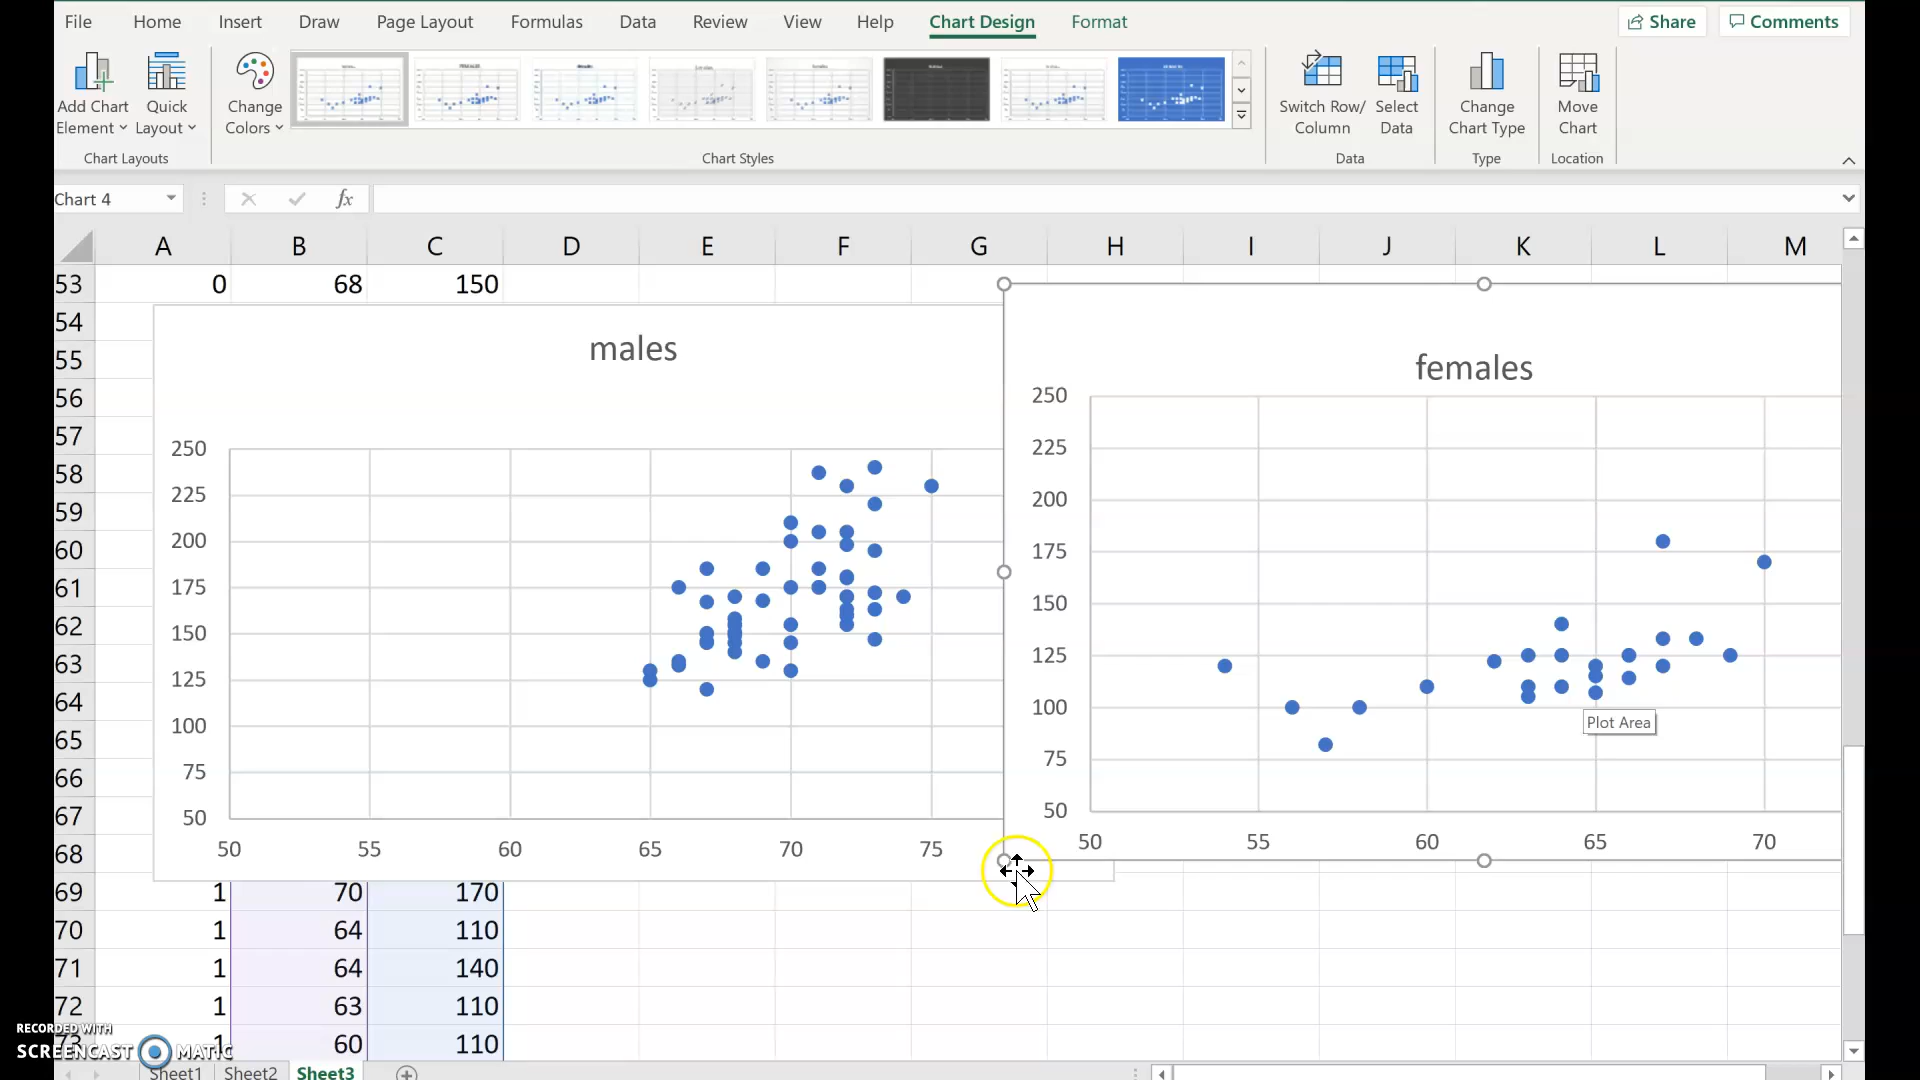 File Home Insert Draw Page Layout Formulas Data Review View Help Chart Design Format Share Comments
Add Chart Element
Quick Layout
Change Colors
Switch Row/ Column
Select Data
Change Chart Type
Move Chart
Chart Layouts Chart Styles Data Type Location
Chart 4 fx
A B C D E F G H I J K L M
53 0 68 150
54
55
56
57
58
59
60
61
62
63
64
65
66
67
68
69 1 70 170
70 1 64 110
71 1 64 140
72 1 63 110
73 1 60 110
males
250
225
200
175
150
125
100
75
50
50 55 60 65 70 75
females
250
225
200
175
150
125
100
75
50
50 55 60 65 70
Plot Area
RECORDED WITH
SCREENCAST MATIC
Sheet1 Sheet2 Sheet3